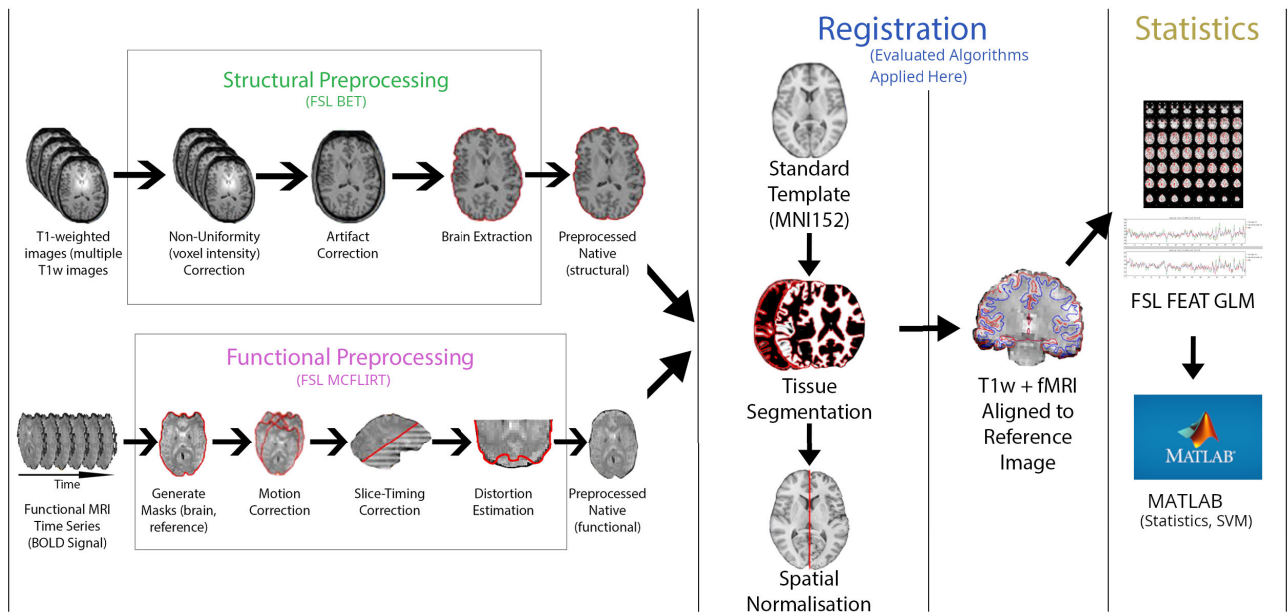 Structural Preprocessing
(FSL BET)
T1-weighted
images (multiple
T1w images
Non-Uniformity
(voxel intensity)
Correction
Artifact
Correction
Brain Extraction
Preprocessed
Native
(structural)
Functional Preprocessing
(FSL MCFLIRT)
Time
Functional MRI
Time Series
(BOLD Signal)
Generate
Masks (brain,
reference)
Motion
Correction
Slice-Timing
Correction
Distortion
Estimation
Preprocessed
Native
(functional)
Registration
(Evaluated Algorithms
Applied Here)
Standard
Template
(MNI152)
Tissue
Segmentation
Spatial
Normalisation
T1w + fMRI
Aligned to
Reference
Image
Statistics
FSL FEAT GLM
MATLAB®
MATLAB
(Statistics, SVM)